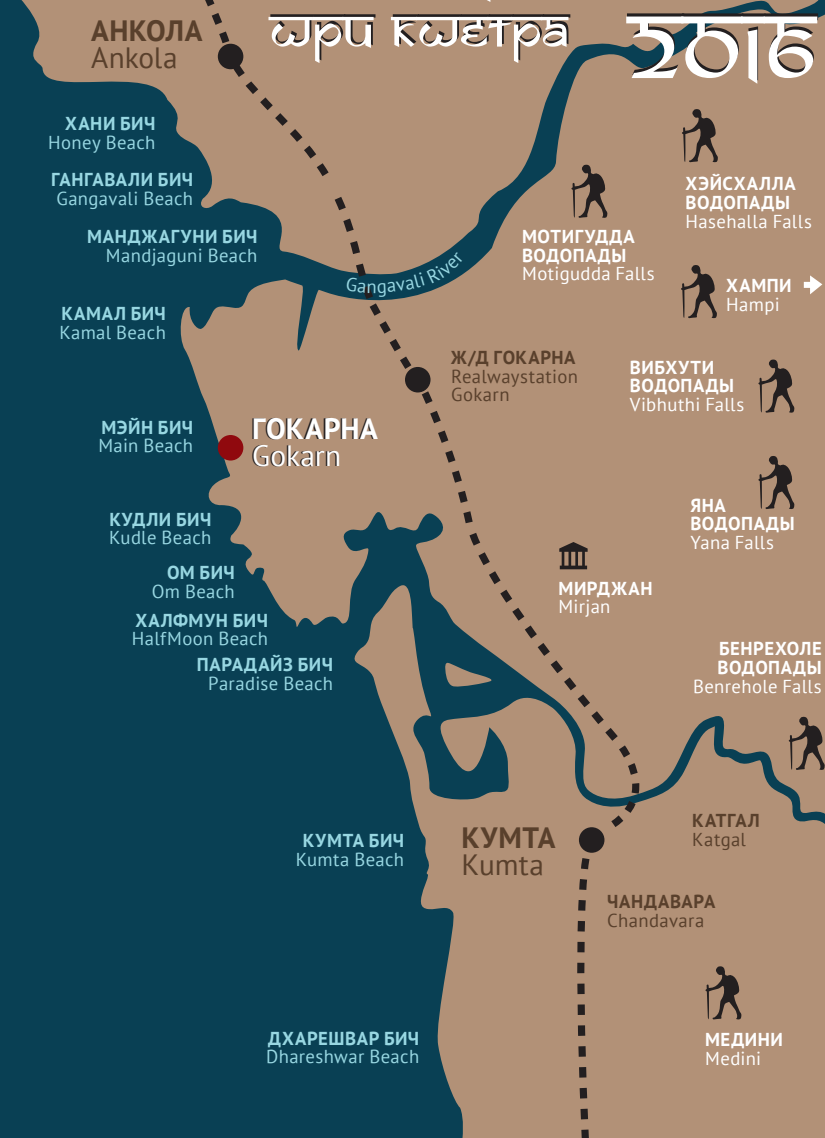 шри кшетра
2016
АНКОЛА
Ankola
ХАНИ БИЧ
Honey Beach
ГАНГАВАЛИ БИЧ
Gangavali Beach
МАНДЖАГУНИ БИЧ
Mandjaguni Beach
КАМАЛ БИЧ
Kamal Beach
МЭЙН БИЧ
Main Beach
ГОКАРНА
Gokarn
КУДЛИ БИЧ
Kudle Beach
ОМ БИЧ
Om Beach
ХАЛФМУН БИЧ
HalfMoon Beach
ПАРАДАЙЗ БИЧ
Paradise Beach
Gangavali River
Ж/Д ГОКАРНА
Realwaystation
Gokarn
МОТИГУДДА
ВОДОПАДЫ
Motigudda Falls
ХЭЙСХАЛЛА
ВОДОПАДЫ
Hasehalla Falls
ХАМПИ
Hampi
ВИБХУТИ
ВОДОПАДЫ
Vibhuthi Falls
ЯНА
ВОДОПАДЫ
Yana Falls
МИРДЖАН
Mirjan
БЕНРЕХОЛЕ
ВОДОПАДЫ
Benrehole Falls
КУМТА БИЧ
Kumta Beach
КУМТА
Kumta
КАТГАЛ
Katgal
ЧАНДАВАРА
Chandavara
ДХАРЕШВАР БИЧ
Dhareshwar Beach
МЕДИНИ
Medini